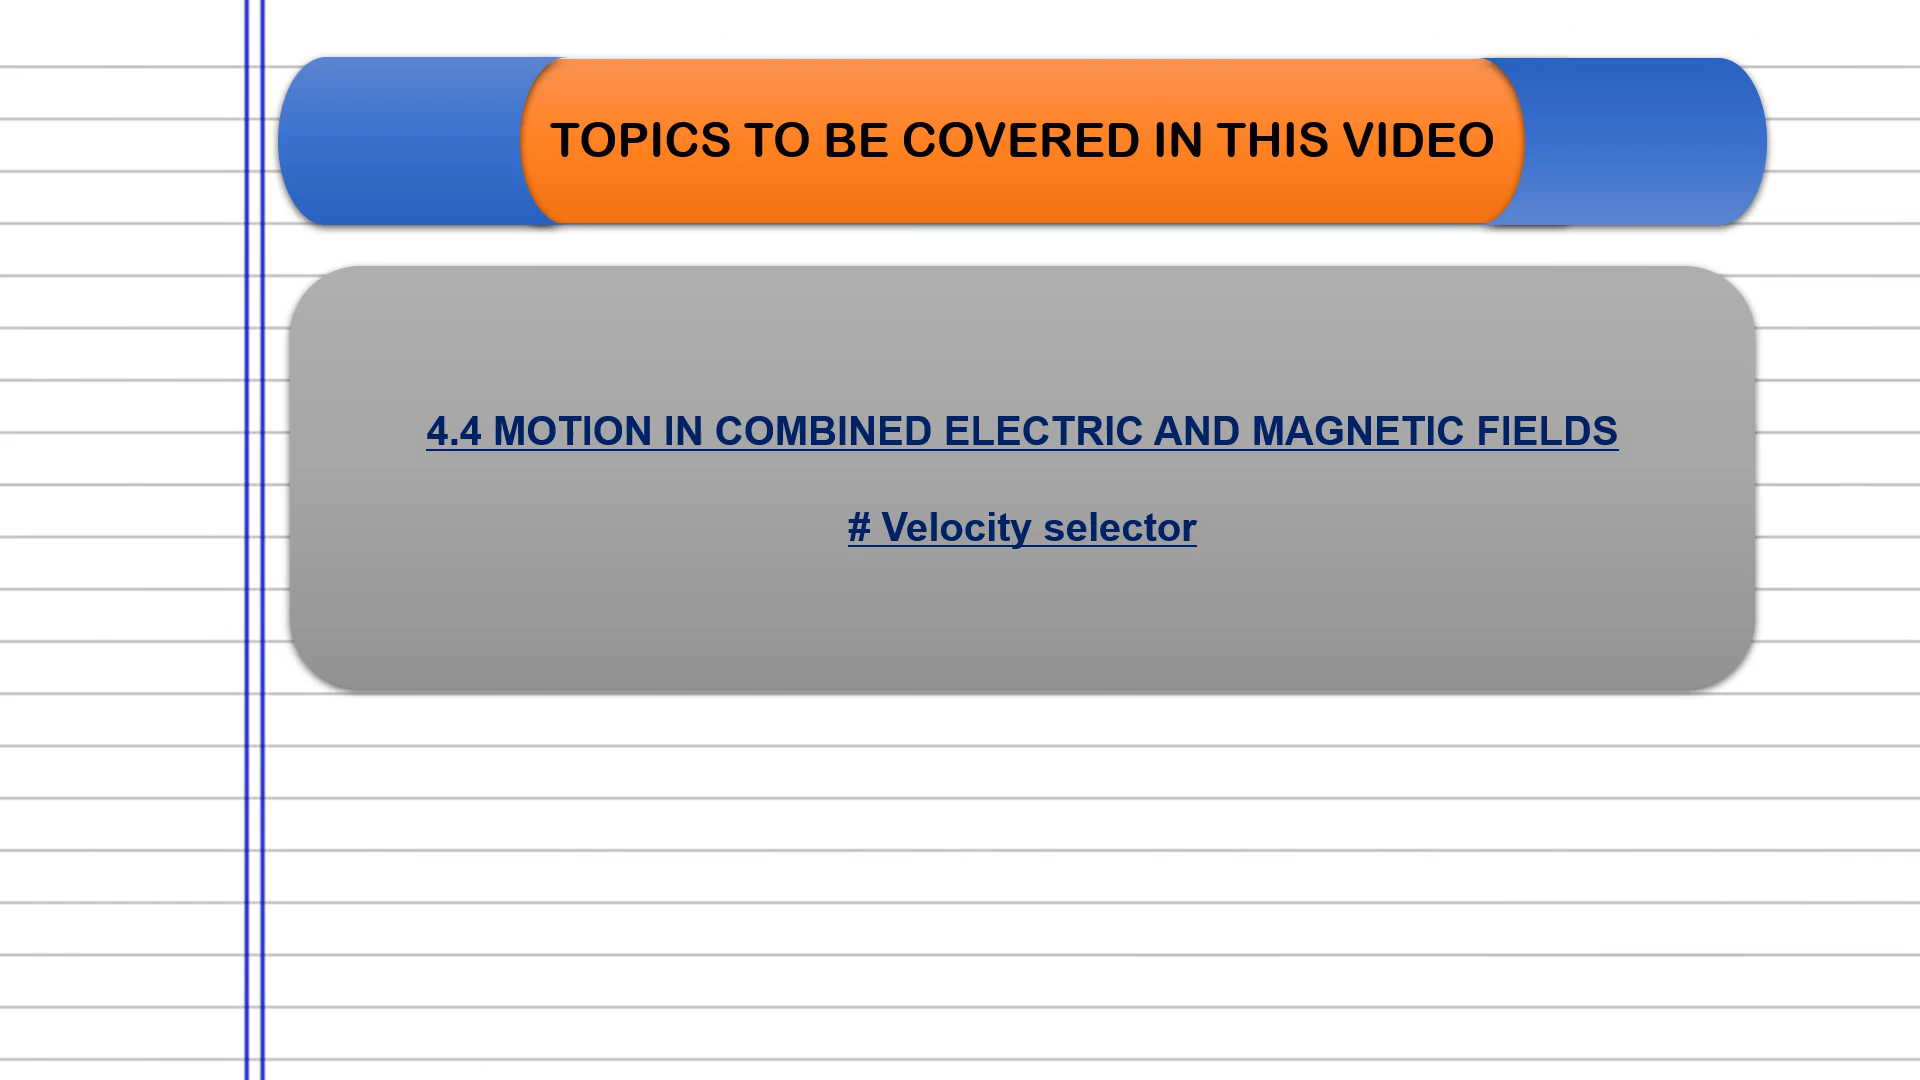 TOPICS TO BE COVERED IN THIS VIDEO
4.4 MOTION IN COMBINED ELECTRIC AND MAGNETIC FIELDS
# Velocity selector